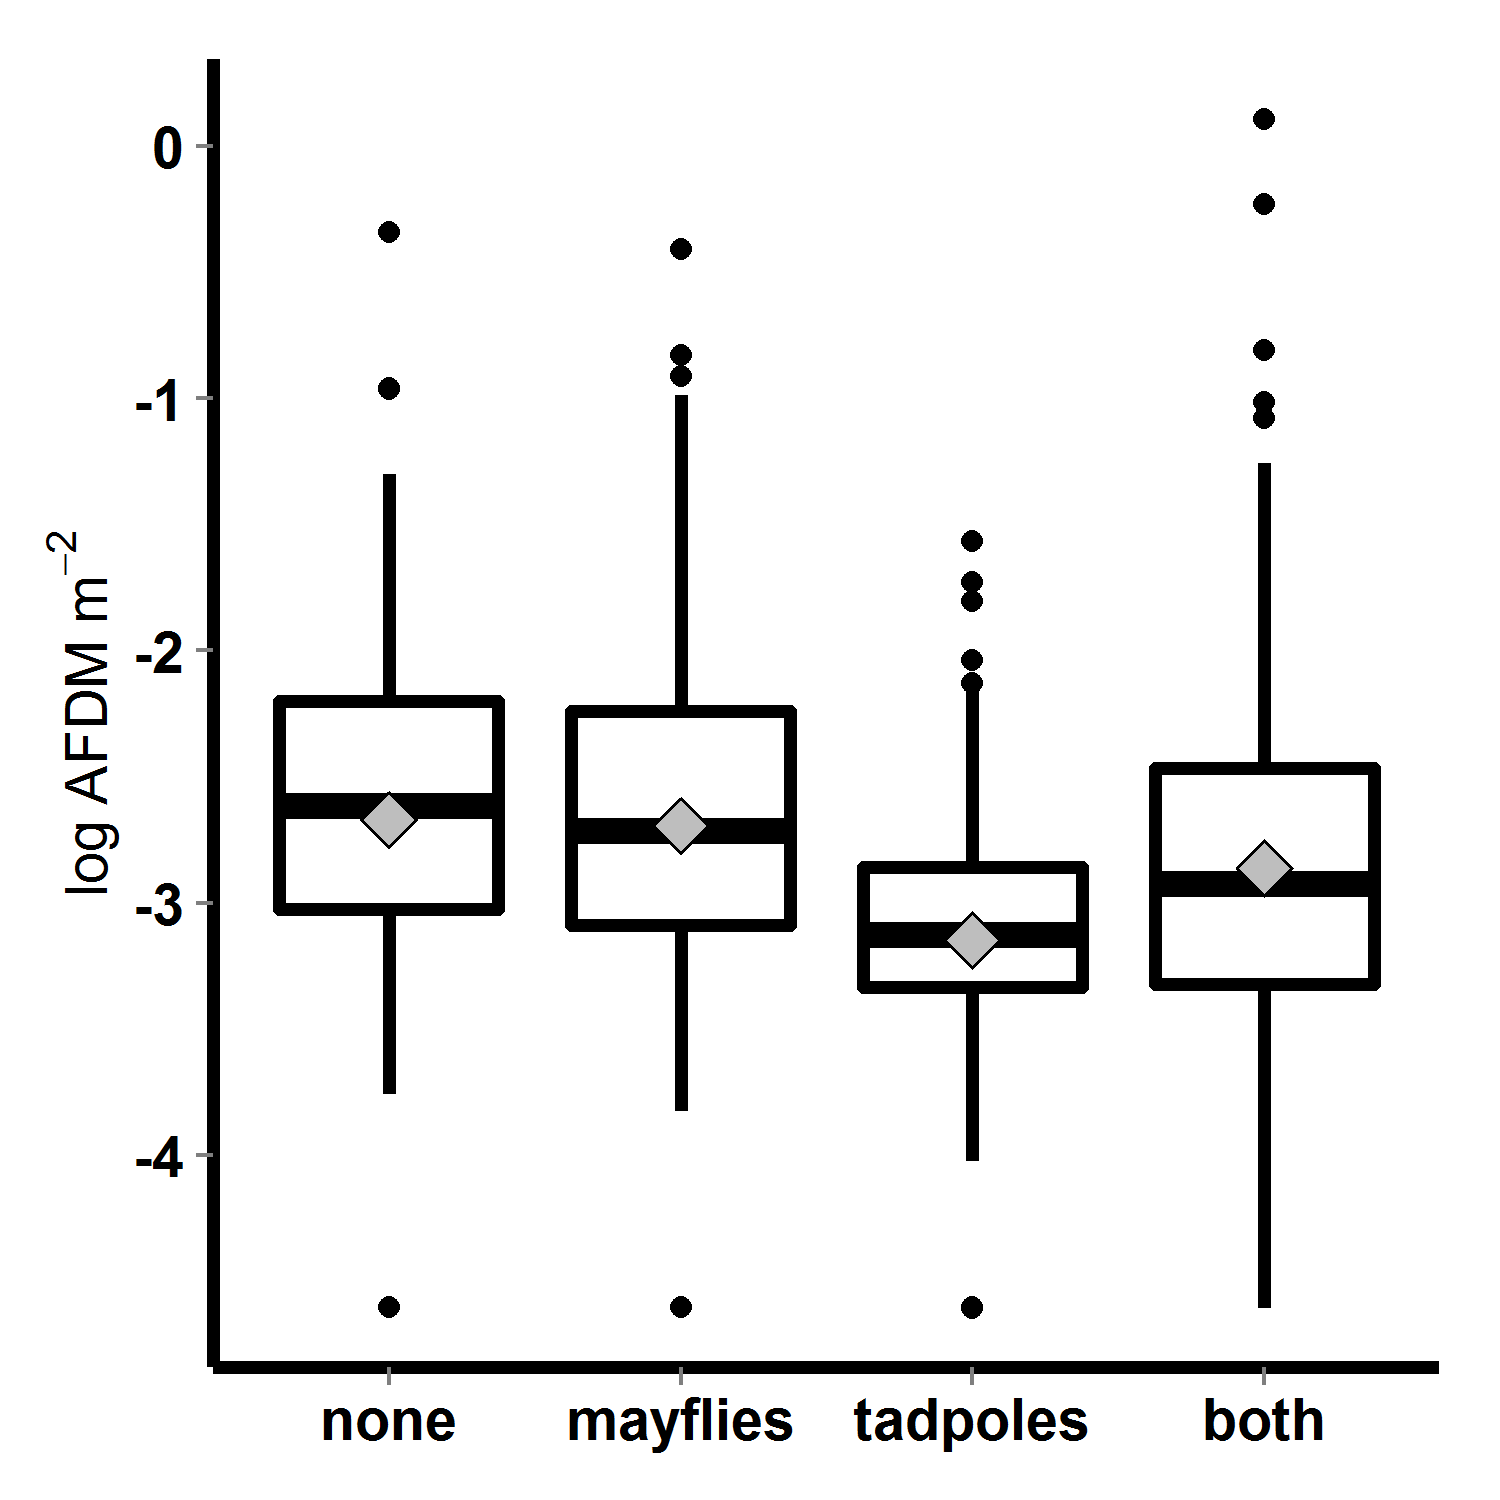 log AFDM m⁻²
0
-1
-2
-3
-4
none mayflies tadpoles both